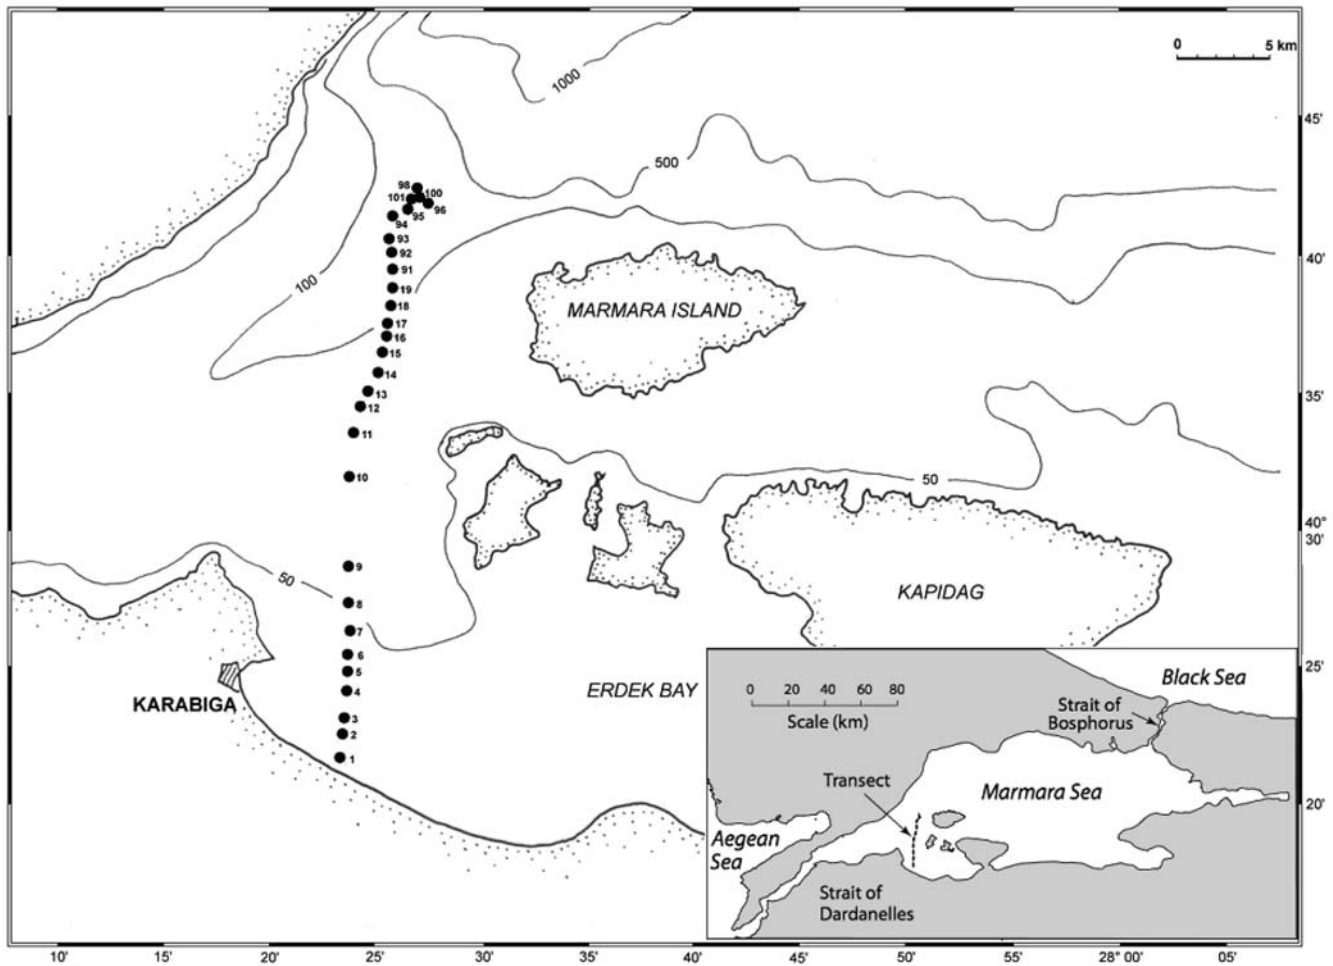 0 5 km
1000
45'
500
98
101 100
96
95
94
93
92
40'
91
100
19
18
MARMARA ISLAND
17
16
15
14
13
35'
12
11
10
50
40°
30'
9
50
8
KAPIDAG
7
6
25'
5
ERDEK BAY
4
KARABIGA
3
2
1
Black Sea
0 20 40 60 80
Scale (km)
Strait of
Bosphorus
Transect
Marmara Sea
20'
Aegean
Sea
Strait of
Dardanelles
10' 20' 25' 30' 35' 40' 45' 50' 55' 28° 00' 05'